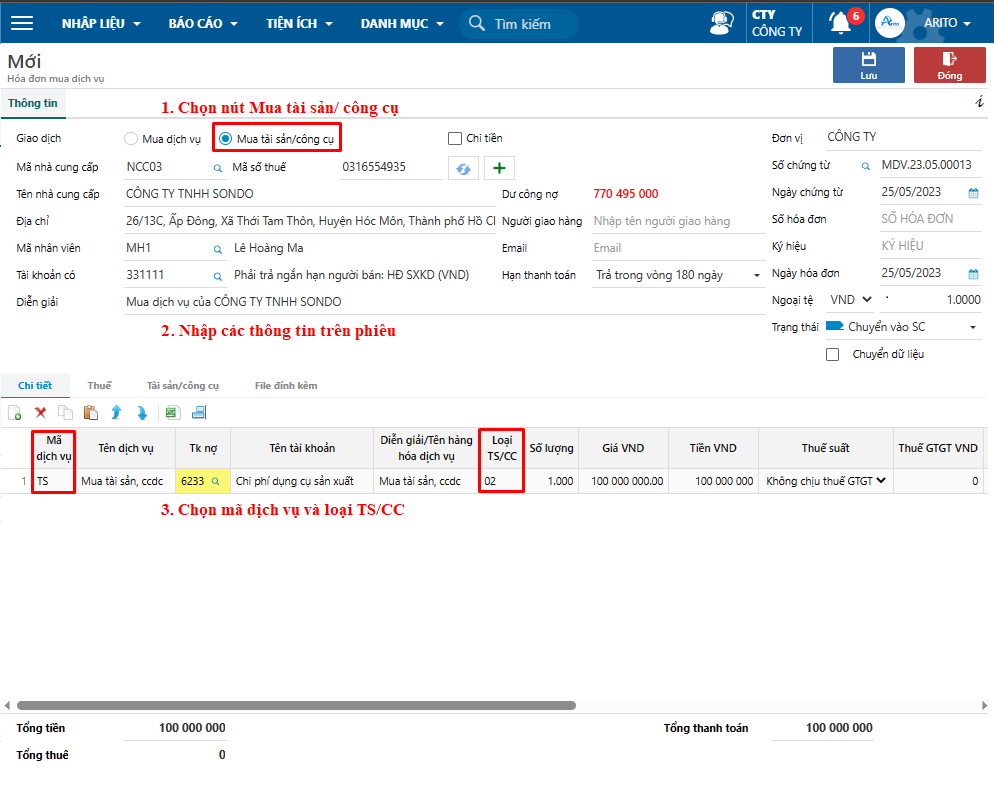 NHẬP LIỆU BÁO CÁO TIỆN ÍCH DANH MỤC Tìm kiếm CTY 6 Arito ARITO
CÔNG TY
Mới
Hóa đơn mua dịch vụ Lưu Đóng
Thông tin i
1. Chọn nút Mua tài sản/ công cụ
Giao dịch Mua dịch vụ Mua tài sản/công cụ Chi tiền Đơn vị CÔNG TY
Mã nhà cung cấp NCC03 Mã số thuế 0316554935 Số chứng từ MDV.23.05.00013
Tên nhà cung cấp CÔNG TY TNHH SONDO Dư công nợ 770 495 000 Ngày chứng từ 25/05/2023
Địa chỉ 26/13C, Ấp Đông, Xã Thới Tam Thôn, Huyện Hóc Môn, Thành phố Hồ Cl Người giao hàng Nhập tên người giao hàng Số hóa đơn SỐ HÓA ĐƠN
Mã nhân viên MH1 Lê Hoàng Ma Email Email Ký hiệu KÝ HIỆU
Tài khoản có 331111 Phải trả ngắn hạn người bán: HĐ SXKD (VND) Hạn thanh toán Trả trong vòng 180 ngày Ngày hóa đơn 25/05/2023
Diễn giải Mua dịch vụ của CÔNG TY TNHH SONDO Ngoại tệ VND 1.0000
2. Nhập các thông tin trên phiếu Trạng thái Chuyển vào SC
Chuyển dữ liệu
Chi tiết Thuế Tài sản/công cụ File đính kèm
Mã dịch vụ Tên dịch vụ Tk nợ Tên tài khoản Diễn giải/Tên hàng hóa dịch vụ Loại TS/CC Số lượng Giá VND Tiền VND Thuế suất Thuế GTGT VND
1 TS Mua tài sản, ccdc 6233 Chi phí dụng cụ sản xuất Mua tài sản, ccdc 02 1.000 100 000 000.00 100 000 000 Không chịu thuế GTGT 0
3. Chọn mã dịch vụ và loại TS/CC
Tổng tiền 100 000 000 Tổng thanh toán 100 000 000
Tổng thuế 0